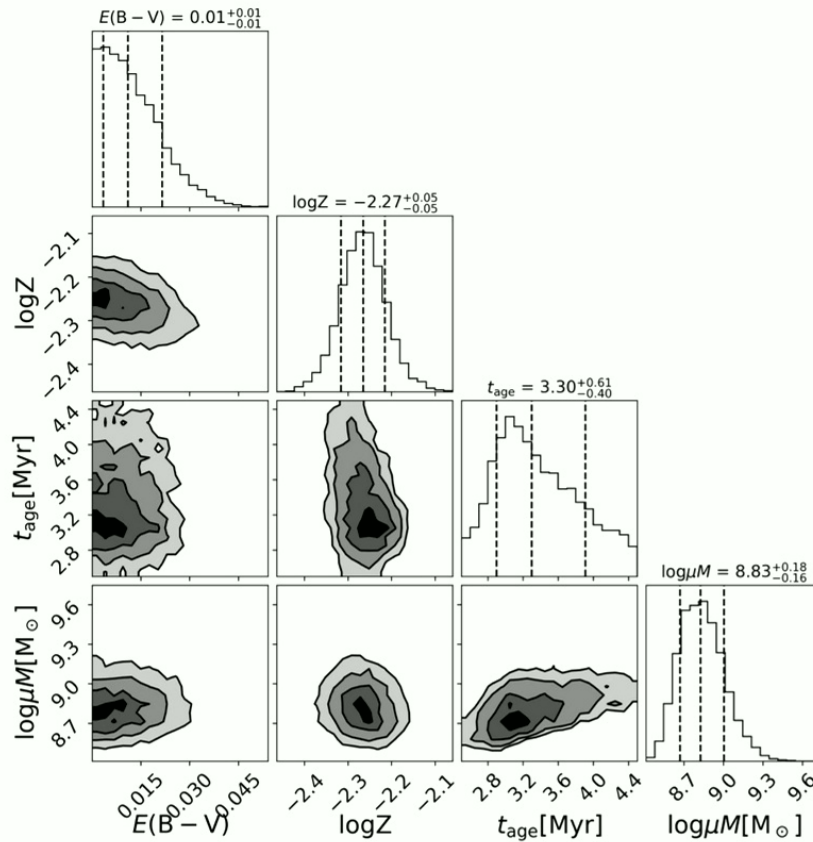 E(B − V) = 0.01+0.01−0.01
logZ = −2.27+0.05−0.05
logZ
−2.1
−2.2
−2.3
−2.4
tage = 3.30+0.61−0.40
tage[Myr]
4.4
4.0
3.6
3.2
2.8
logμM = 8.83+0.18−0.16
logμM[M⊙]
9.6
9.3
9.0
8.7
0.015 0.030 0.045
−2.4 −2.3 −2.2 −2.1
2.8 3.2 3.6 4.0 4.4
8.7 9.0 9.3 9.6
E(B − V)
logZ
tage[Myr]
logμM[M⊙]